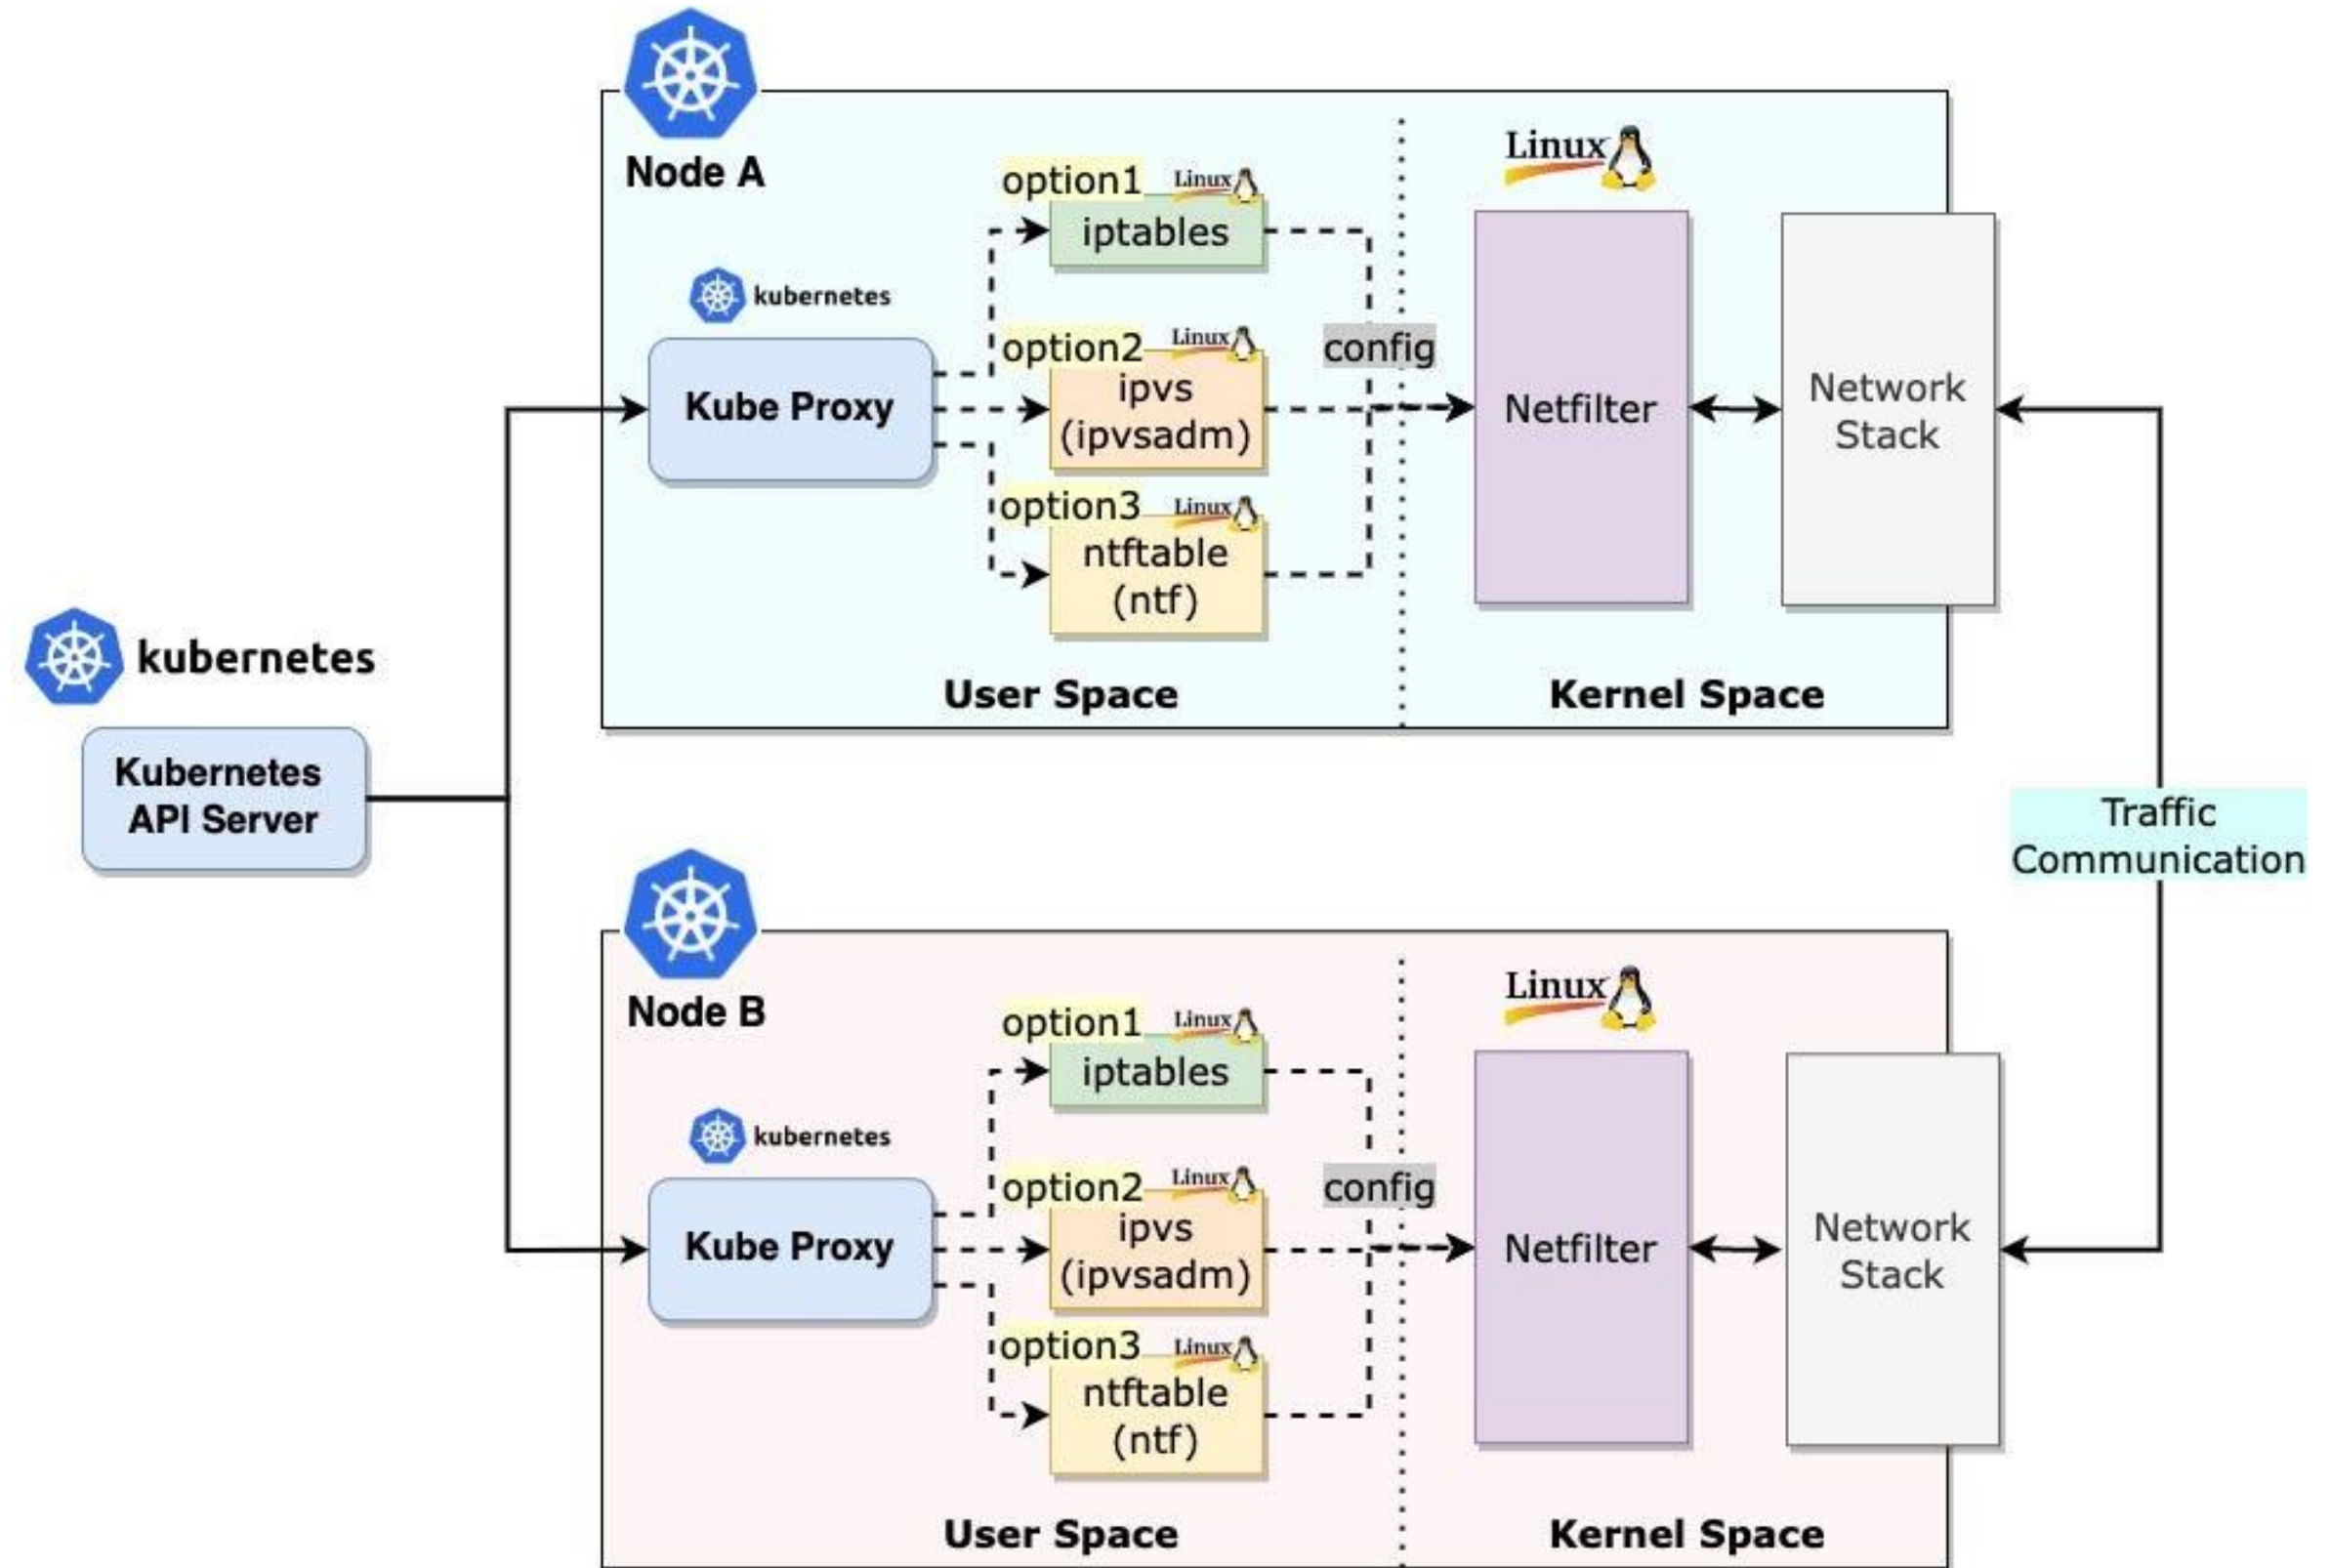 Node A
Linux
option1
Linux
iptables
kubernetes
option2
Linux
ipvs
(ipvsadm)
config
Kube Proxy
Netfilter
Network
Stack
option3
Linux
ntftable
(ntf)
User Space
Kernel Space
kubernetes
Kubernetes
API Server
Traffic
Communication
Node B
Linux
option1
Linux
iptables
kubernetes
option2
Linux
ipvs
(ipvsadm)
config
Kube Proxy
Netfilter
Network
Stack
option3
Linux
ntftable
(ntf)
User Space
Kernel Space